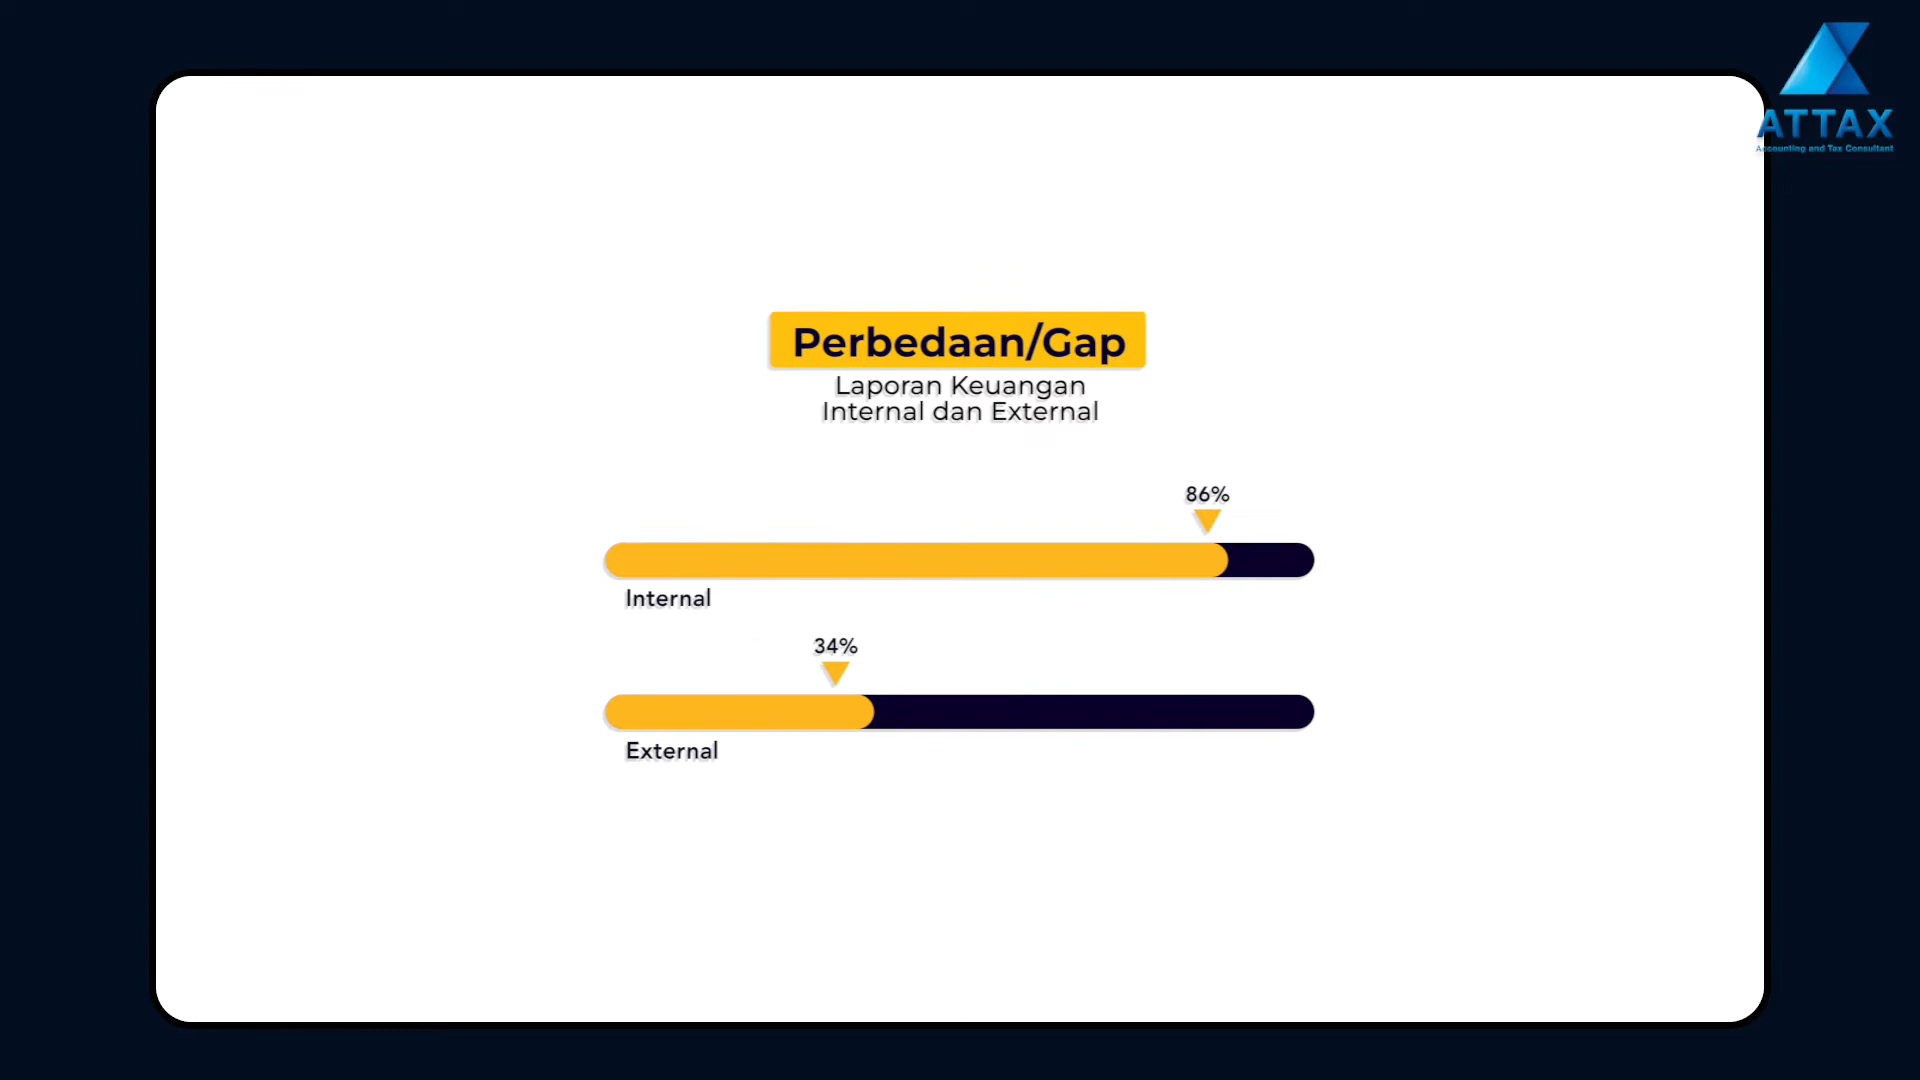 ATTAX
Accounting and Tax Consultant
Perbedaan/Gap
Laporan Keuangan
Internal dan External
86%
Internal
34%
External